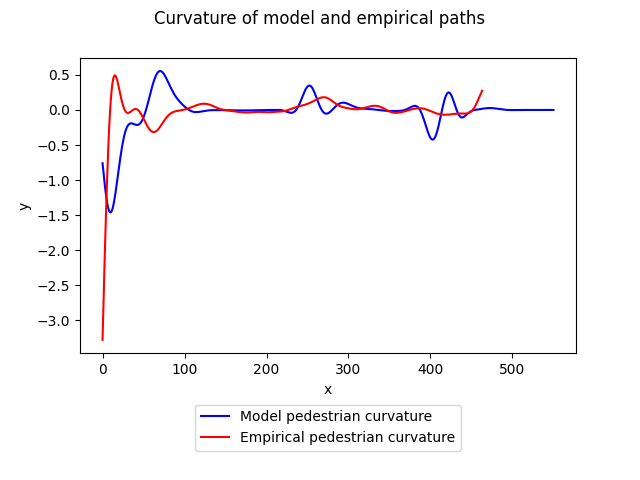 Curvature of model and empirical paths
0.5
0.0
−0.5
−1.0
−1.5
−2.0
−2.5
−3.0
y
0 100 200 300 400 500
x
Model pedestrian curvature
Empirical pedestrian curvature